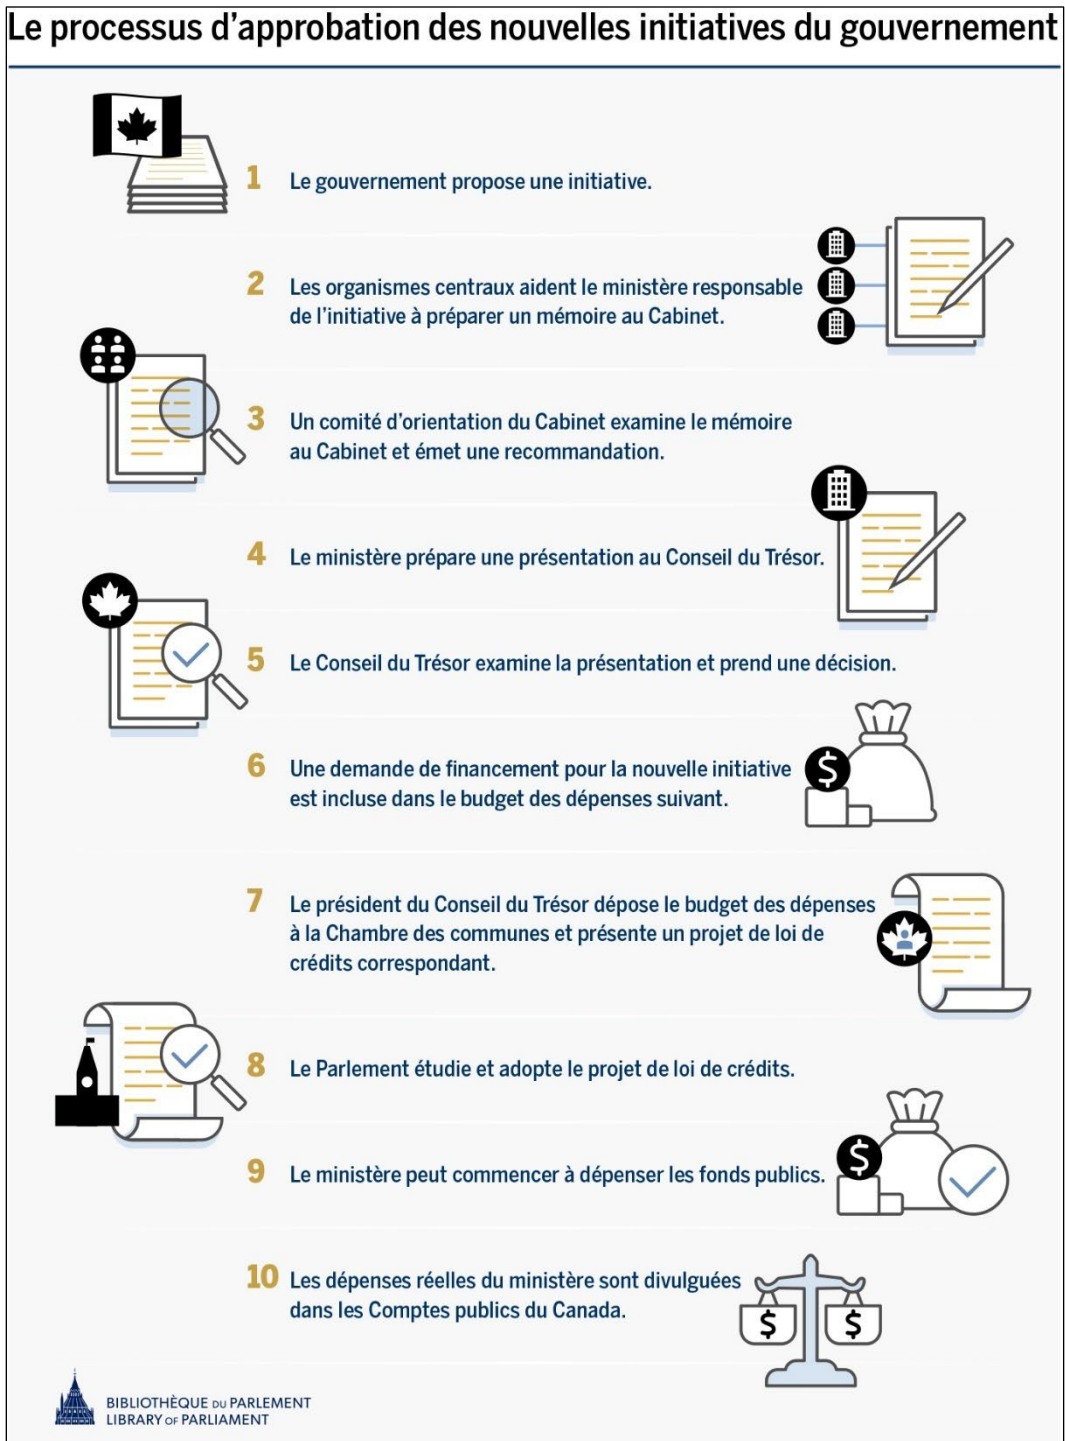 Le processus d’approbation des nouvelles initiatives du gouvernement
1 Le gouvernement propose une initiative.
2 Les organismes centraux aident le ministère responsable
de l’initiative à préparer un mémoire au Cabinet.
3 Un comité d’orientation du Cabinet examine le mémoire
au Cabinet et émet une recommandation.
4 Le ministère prépare une présentation au Conseil du Trésor.
5 Le Conseil du Trésor examine la présentation et prend une décision.
6 Une demande de financement pour la nouvelle initiative
est incluse dans le budget des dépenses suivant.
$
7 Le président du Conseil du Trésor dépose le budget des dépenses
à la Chambre des communes et présente un projet de loi de
crédits correspondant.
8 Le Parlement étudie et adopte le projet de loi de crédits.
9 Le ministère peut commencer à dépenser les fonds publics.
$
10 Les dépenses réelles du ministère sont divulguées
dans les Comptes publics du Canada.
$ $
BIBLIOTHÈQUE DU PARLEMENT
LIBRARY OF PARLIAMENT